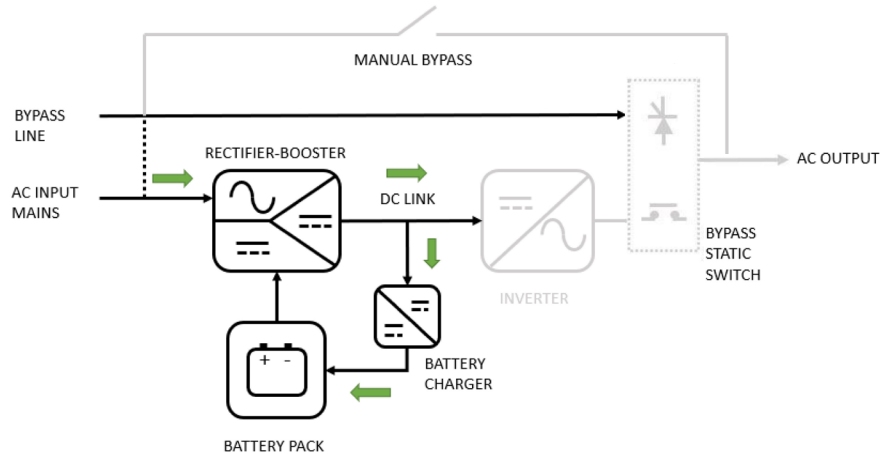 MANUAL BYPASS
BYPASS
LINE
RECTIFIER-BOOSTER
AC OUTPUT
AC INPUT
MAINS
DC LINK
BYPASS
STATIC
SWITCH
INVERTER
+ -
BATTERY
CHARGER
BATTERY PACK